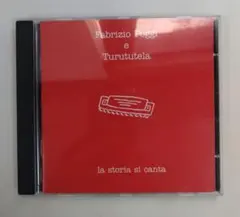 Fabrizio Poggi
e
Turututela
la storia si canta